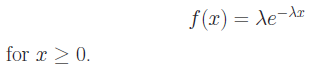 f(x) = λe^{−λx}
for x ≥ 0.